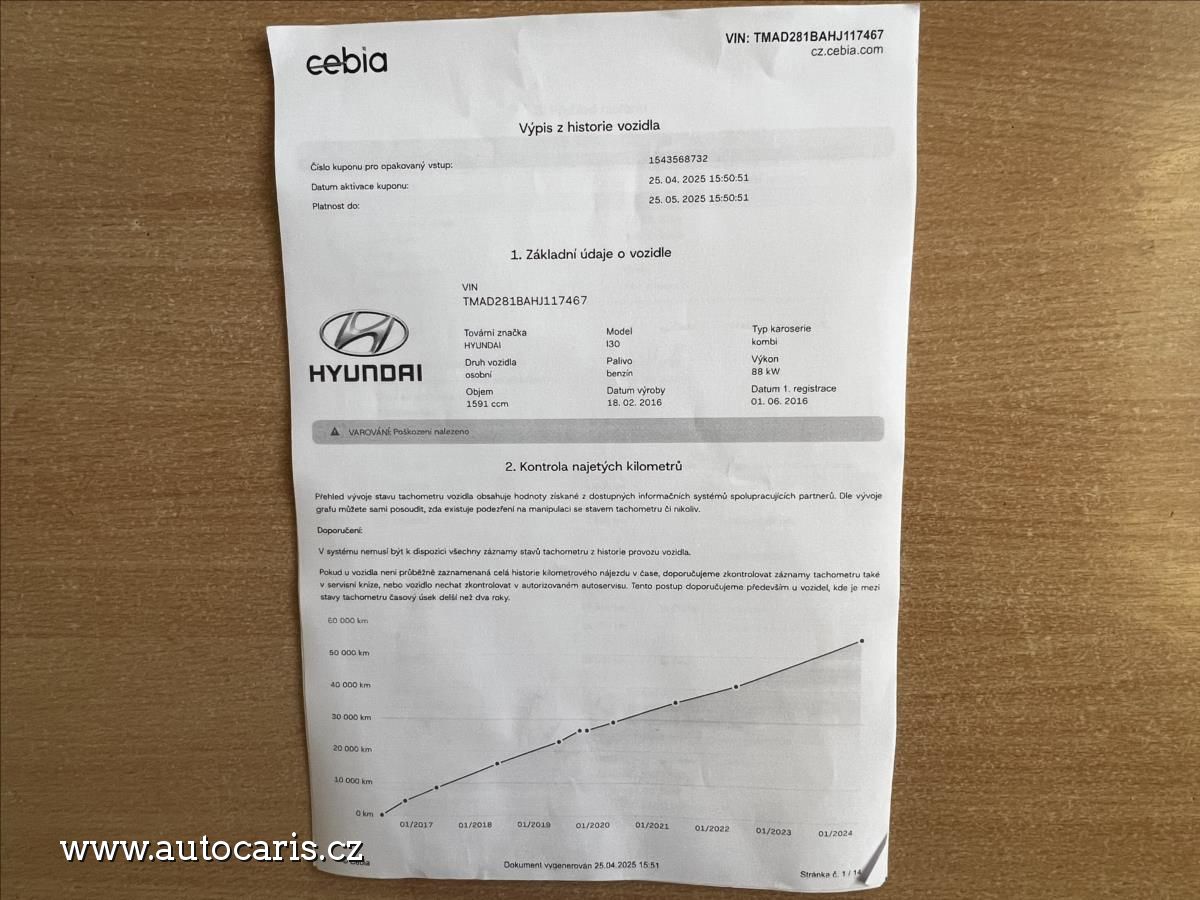 cebia
VIN: TMAD281BAHJ117467
cz.cebia.com
Výpis z historie vozidla
Číslo kuponu pro opakovaný vstup: 1543568732
Datum aktivace kuponu: 25. 04. 2025 15:50:51
Platnost do: 25. 05. 2025 15:50:51
1. Základní údaje o vozidle
VIN
TMAD281BAHJ117467
HYUNDAI
Tovární značka Model Typ karoserie
HYUNDAI I30 kombi
Druh vozidla Palivo Výkon
osobní benzín 88 kW
Objem Datum výroby Datum 1. registrace
1591 ccm 18. 02. 2016 01. 06. 2016
VAROVÁNÍ: Poškození nalezeno
2. Kontrola najetých kilometrů
Přehled vývoje stavu tachometru vozidla obsahuje hodnoty získané z dostupných informačních systémů spolupracujících partnerů. Dle vývoje
grafu můžete sami posoudit, zda existuje podezření na manipulaci se stavem tachometru či nikoliv.
Doporučení:
V systému nemusí být k dispozici všechny záznamy stavů tachometru z historie provozu vozidla.
Pokud u vozidla není průběžně zaznamenaná celá historie kilometrového nájezdu v čase, doporučujeme zkontrolovat záznamy tachometru také
v servisní knize, nebo vozidlo nechat zkontrolovat v autorizovaném autoservisu. Tento postup doporučujeme především u vozidel, kde je mezi
stavy tachometru časový úsek delší než dva roky.
60 000 km
50 000 km
40 000 km
30 000 km
20 000 km
10 000 km
0 km
01/2017 01/2018 01/2019 01/2020 01/2021 01/2022 01/2023 01/2024
www.autocaris.cz
Dokument vygenerován 25.04.2025 15:51
Stránka č. 1 / 14